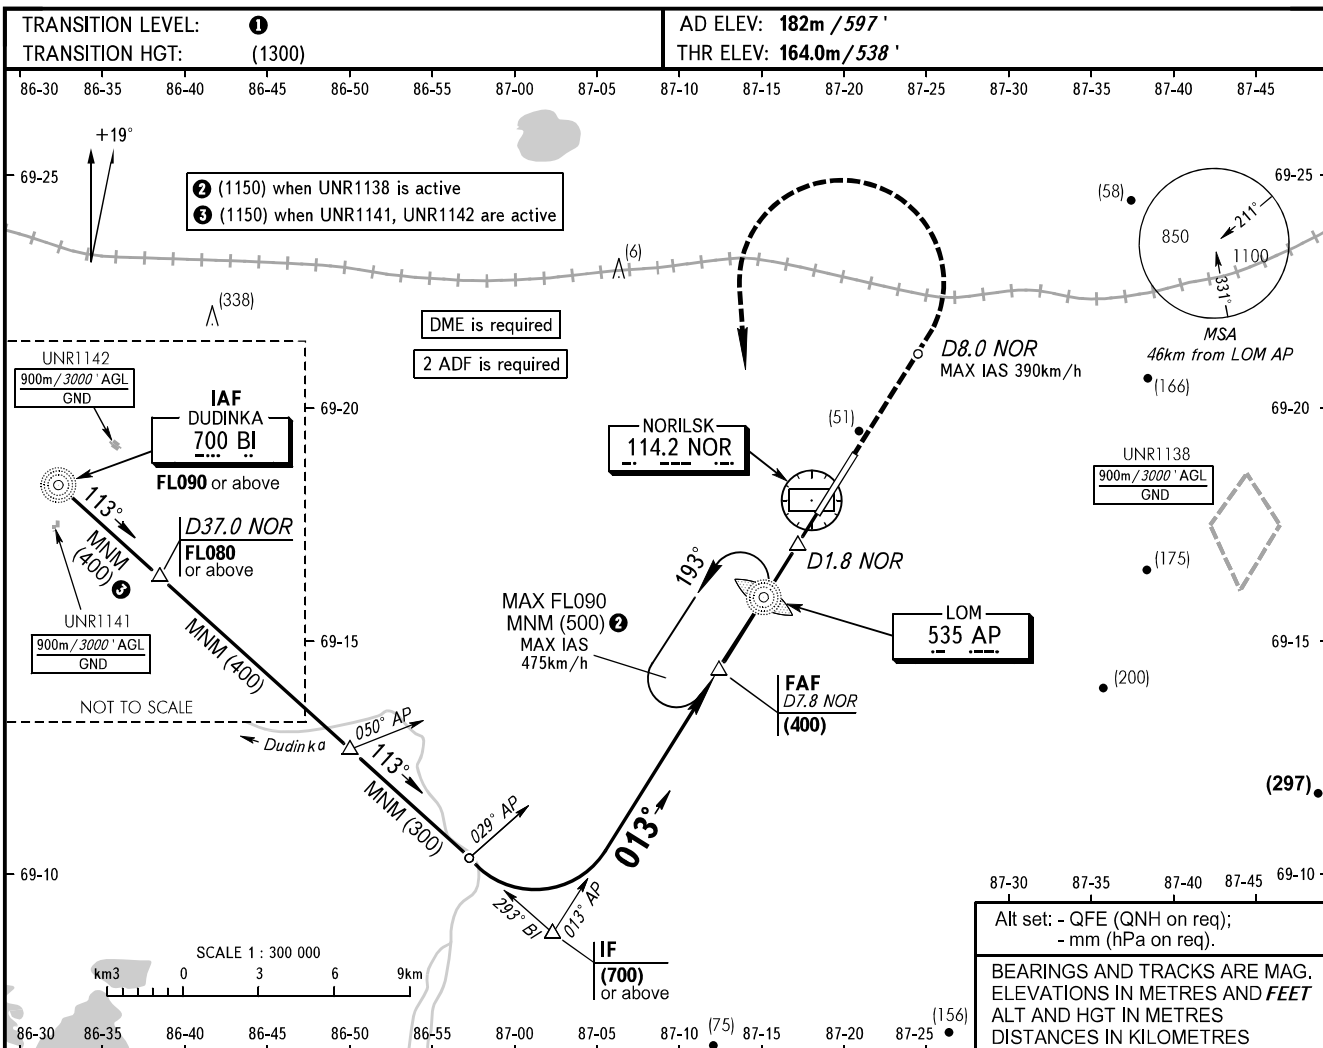 TRANSITION LEVEL: ❶
TRANSITION HGT: (1300)
AD ELEV: 182m / 597 '
THR ELEV: 164.0m / 538 '
86-30 86-35 86-40 86-45 86-50 86-55 87-00 87-05 87-10 87-15 87-20 87-25 87-35 87-40 87-45
+19°
69-25
69-25
❷ (1150) when UNR1138 is active
❸ (1150) when UNR1141, UNR1142 are active
(58)
850
211°
1100
331°
MSA
46km from LOM AP
(6)
(338)
DME is required
2 ADF is required
D8.0 NOR
MAX IAS 390km/h
(166)
UNR1142
900m / 3000 ' AGL
GND
IAF
DUDINKA
700 BI
FL090 or above
69-20
69-20
(51)
NORILSK
114.2 NOR
UNR1138
900m / 3000 ' AGL
GND
113°
MNM
(400) ❸
D37.0 NOR
FL080
or above
D1.8 NOR
193°
(175)
MAX FL090
MNM (500) ❷
MAX IAS
475km/h
LOM
535 AP
UNR1141
900m / 3000 ' AGL
GND
MNM (400)
69-15
69-15
NOT TO SCALE
FAF
D7.8 NOR
(400)
(200)
Dudinka
050° AP
113°
MNM (300)
029° AP
013°
(297)
69-10
69-10
87-30 87-35 87-40 87-45
293° BI
013° AP
IF
(700)
or above
SCALE 1 : 300 000
km3 0 3 6 9km
Alt set: - QFE (QNH on req);
- mm (hPa on req).
BEARINGS AND TRACKS ARE MAG.
ELEVATIONS IN METRES AND FEET
ALT AND HGT IN METRES
DISTANCES IN KILOMETRES
(75)
(156)
86-30 86-35 86-40 86-45 86-50 86-55 87-00 87-05 87-10 87-15 87-20 87-25